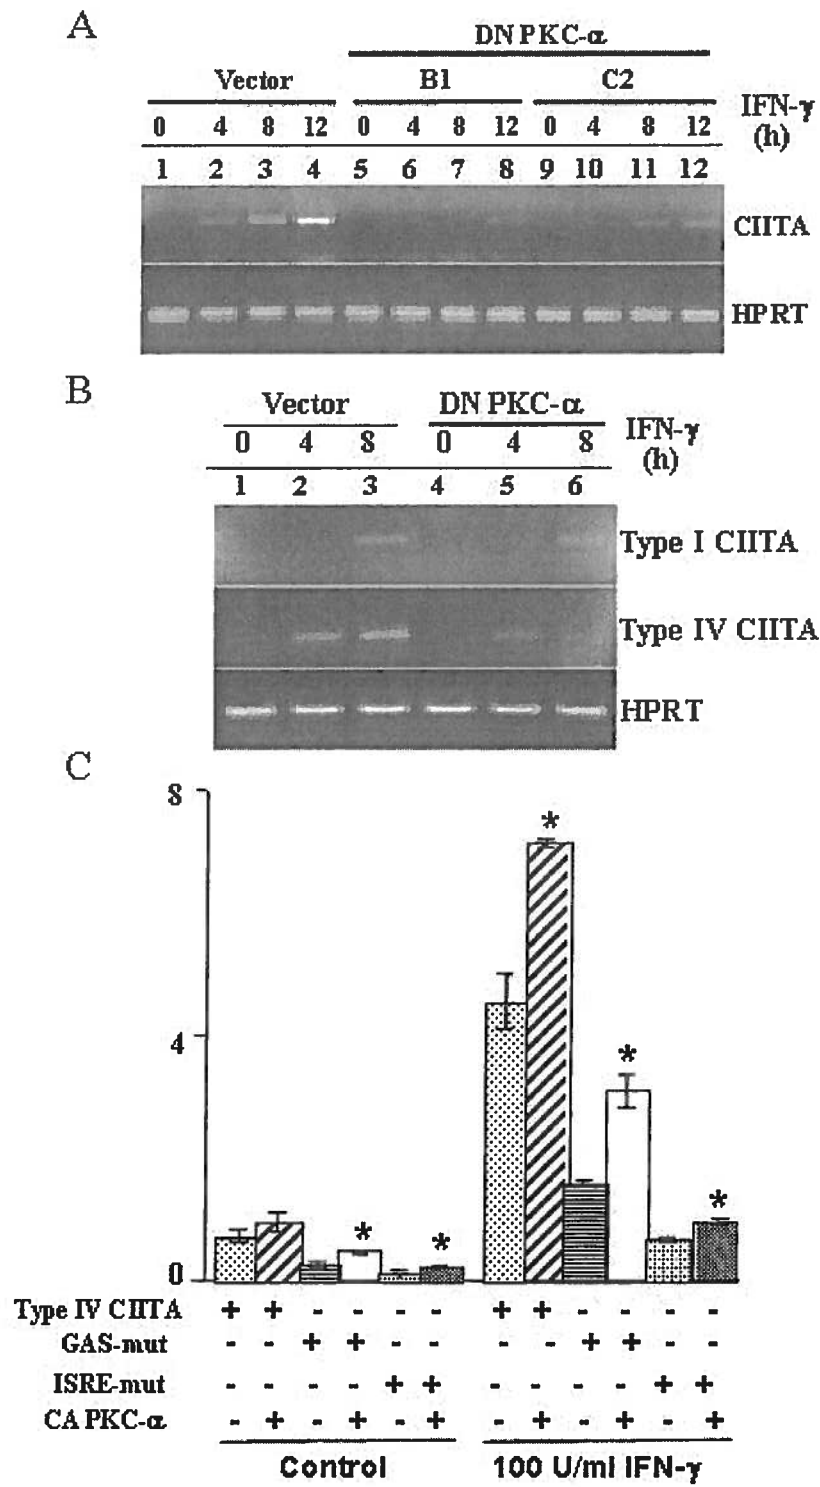 A
DN PKC-α
Vector B1 C2
IFN-γ
(h)
0 4 8 12 0 4 8 12 0 4 8 12
1 2 3 4 5 6 7 8 9 10 11 12
CIITA
HPRT
B
Vector DN PKC-α
IFN-γ
(h)
0 4 8 0 4 8
1 2 3 4 5 6
Type I CIITA
Type IV CIITA
HPRT
C
8
*
4
*
* * *
0
Type IV CIITA + + - - - - + + - - - -
GAS-mut - - + + - - - - + + - -
ISRE-mut - - - - + + - - - - + +
CA PKC-α - + - + - + - + - + - +
Control 100 U/ml IFN-γ